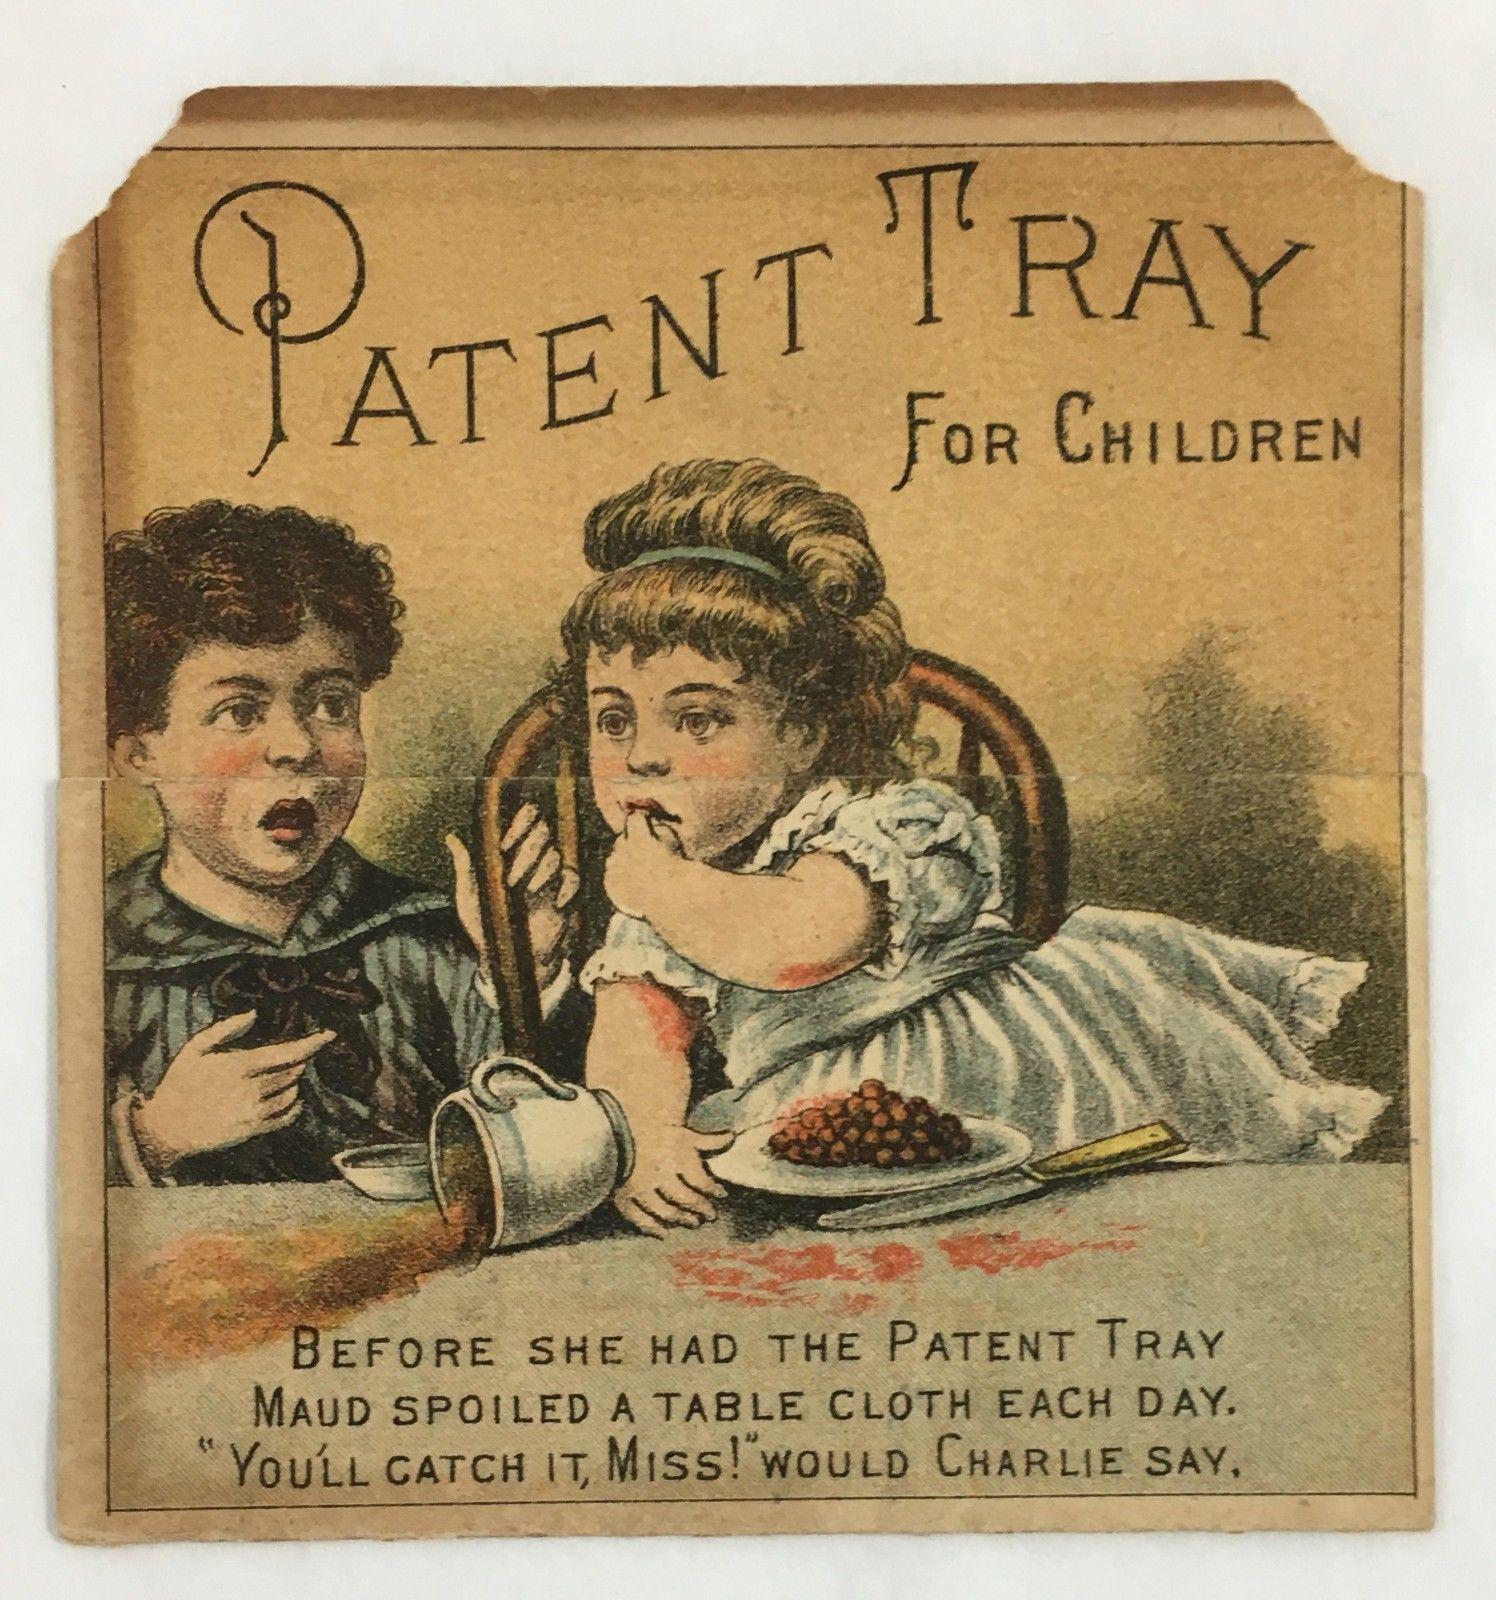 PATENT TRAY
FOR CHILDREN
BEFORE SHE HAD THE PATENT TRAY
MAUD SPOILED A TABLE CLOTH EACH DAY.
"YOU'LL CATCH IT, MISS!" WOULD CHARLIE SAY.